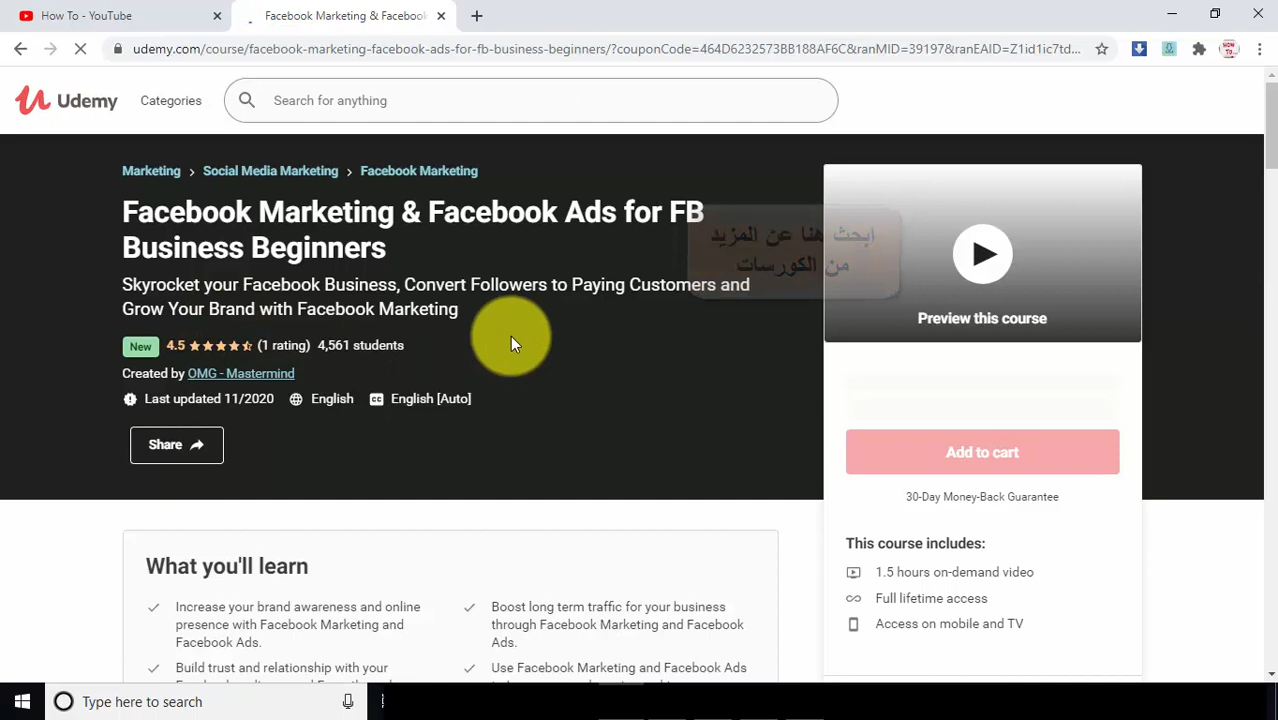 How To - YouTube
Facebook Marketing & Facebook
udemy.com/course/facebook-marketing-facebook-ads-for-fb-business-beginners/?couponCode=464D6232573BB188AF6C&ranMID=39197&ranEAID=Z1id1ic7td...
HOW TO...
Udemy
Categories
Search for anything
Marketing
Social Media Marketing
Facebook Marketing
Facebook Marketing & Facebook Ads for FB
Business Beginners
ابحث هنا عن المزيد
من الكورسات
Skyrocket your Facebook Business, Convert Followers to Paying Customers and
Grow Your Brand with Facebook Marketing
New 4.5 (1 rating) 4,561 students
Created by OMG - Mastermind
Last updated 11/2020 English CC English [Auto]
Share
Preview this course
Add to cart
30-Day Money-Back Guarantee
This course includes:
1.5 hours on-demand video
Full lifetime access
Access on mobile and TV
What you'll learn
Increase your brand awareness and online
presence with Facebook Marketing and
Facebook Ads.
Build trust and relationship with your
Boost long term traffic for your business
through Facebook Marketing and Facebook
Ads.
Use Facebook Marketing and Facebook Ads
Type here to search